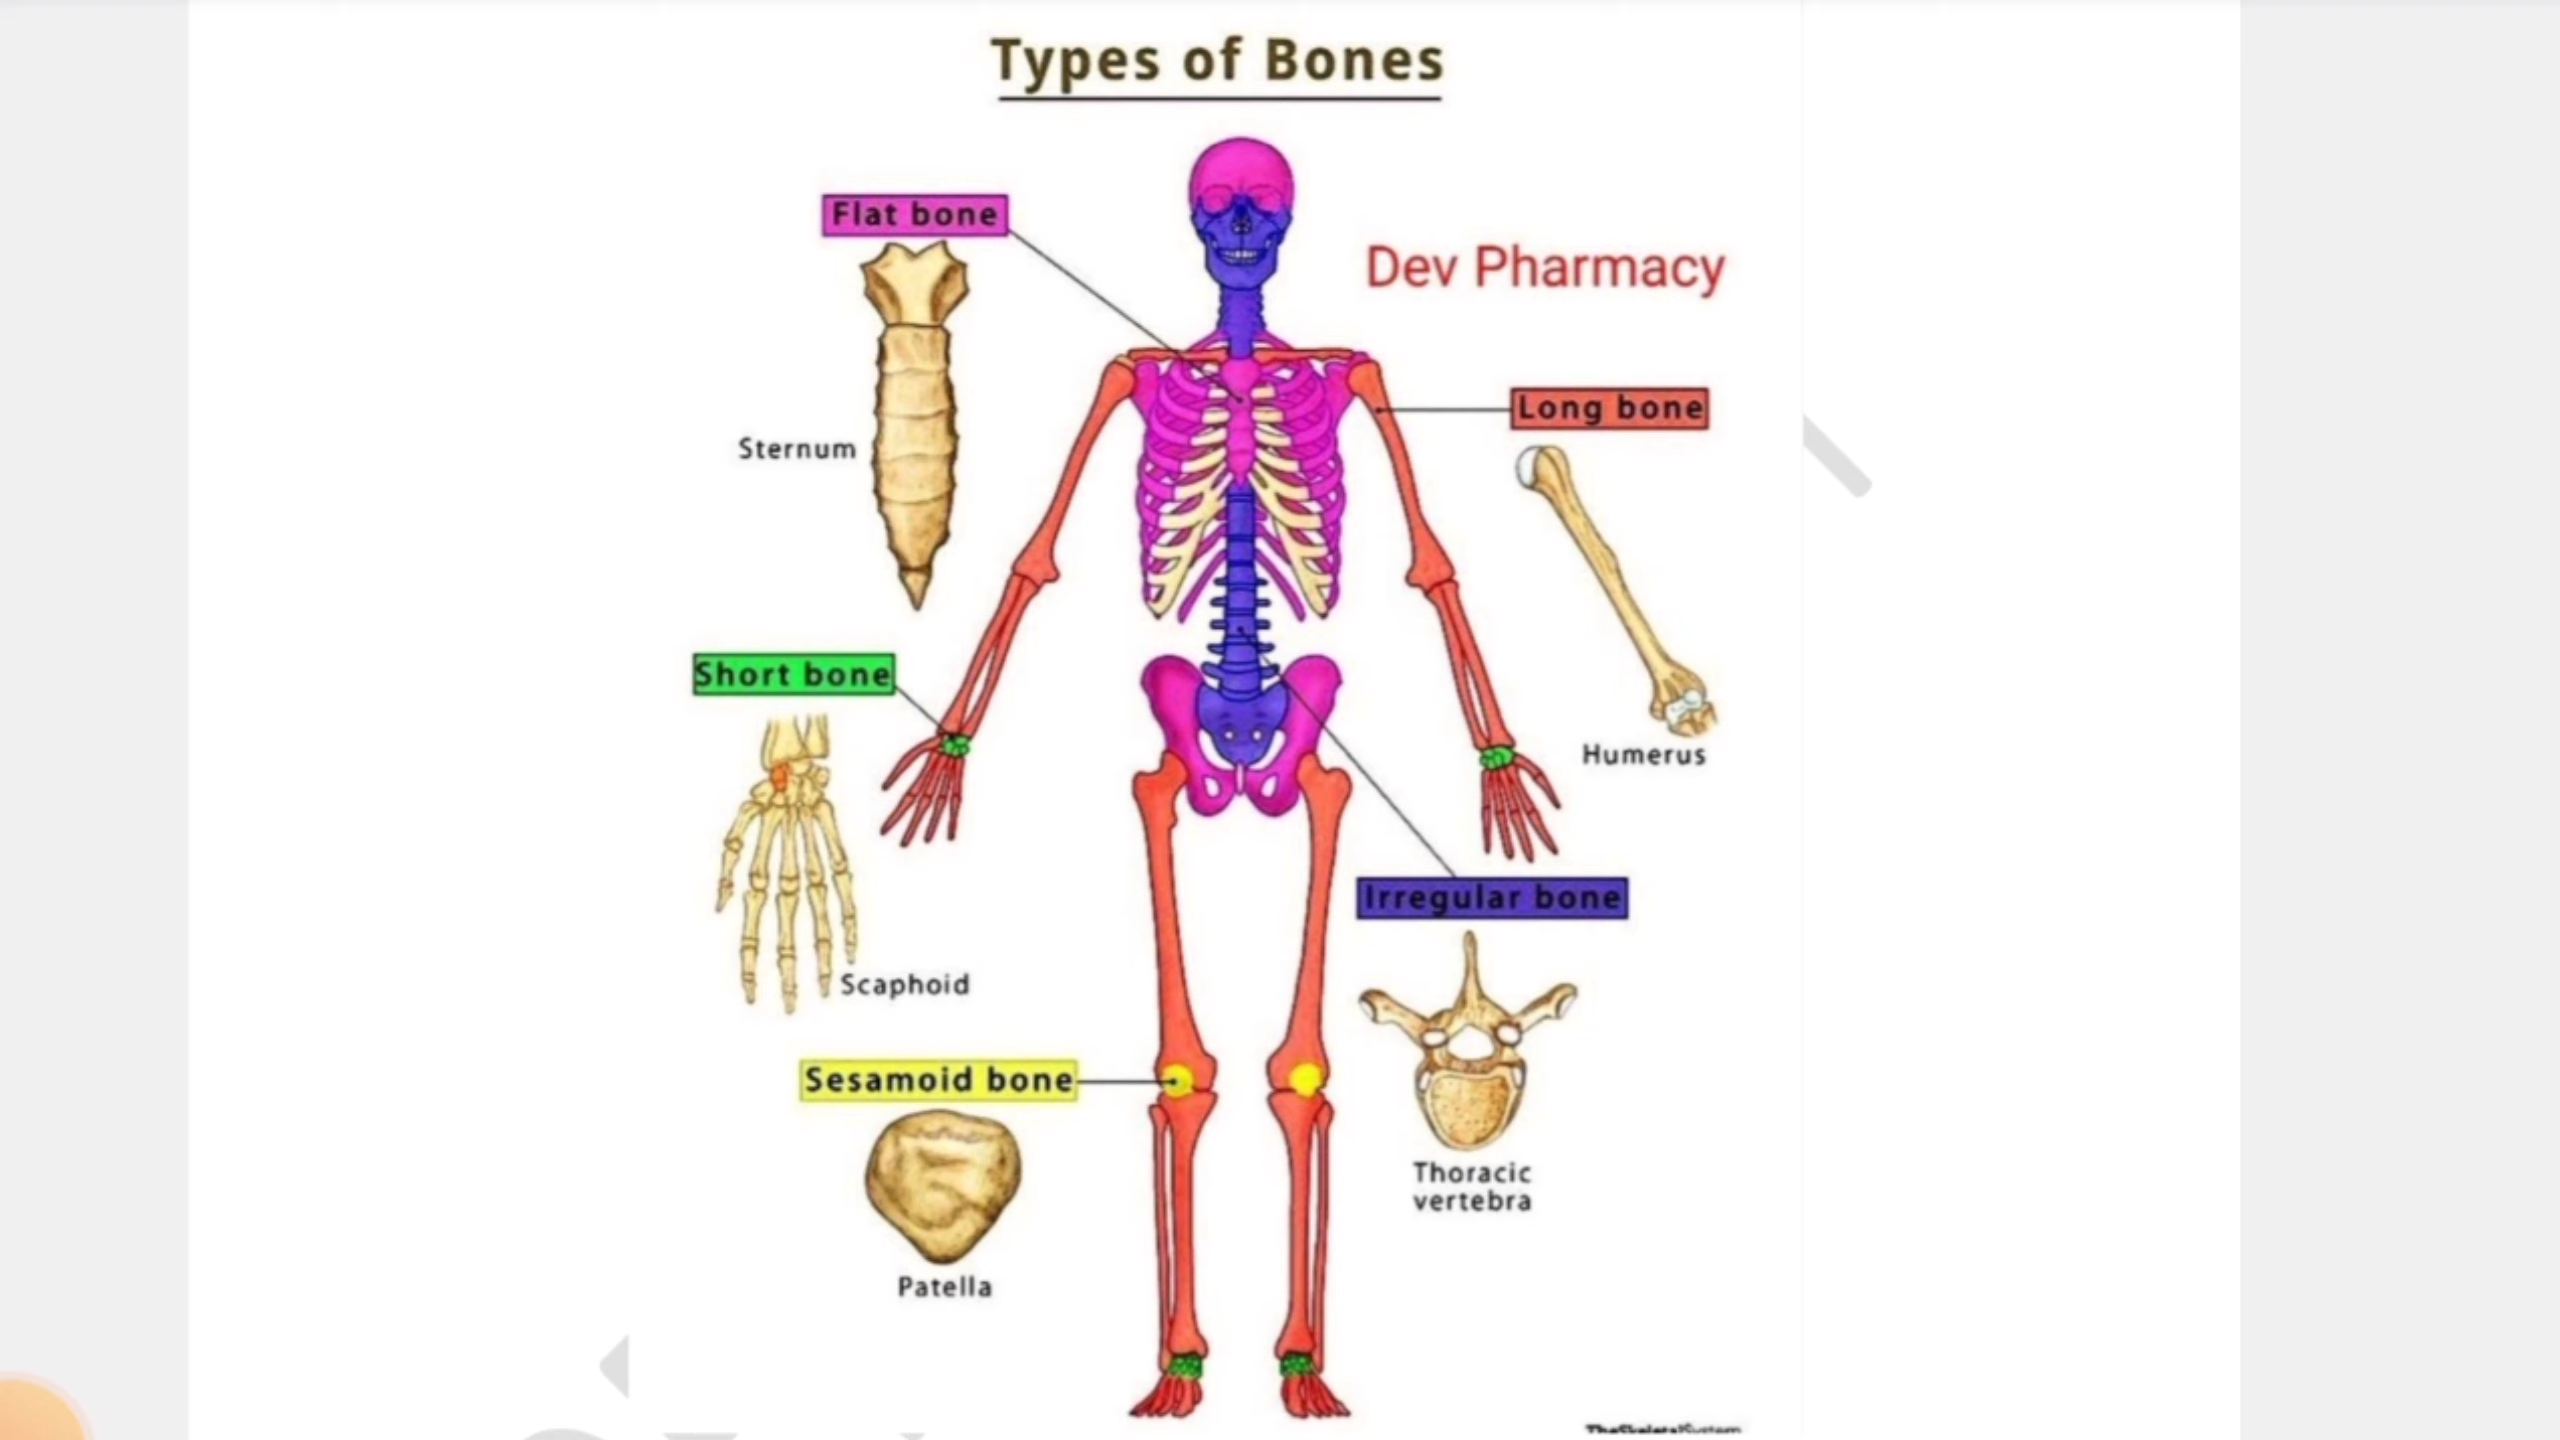 Types of Bones
Flat bone
Dev Pharmacy
Long bone
Sternum
Short bone
Humerus
Irregular bone
Scaphoid
Sesamoid bone
Thoracic
vertebra
Patella
TheSkeletalSystem